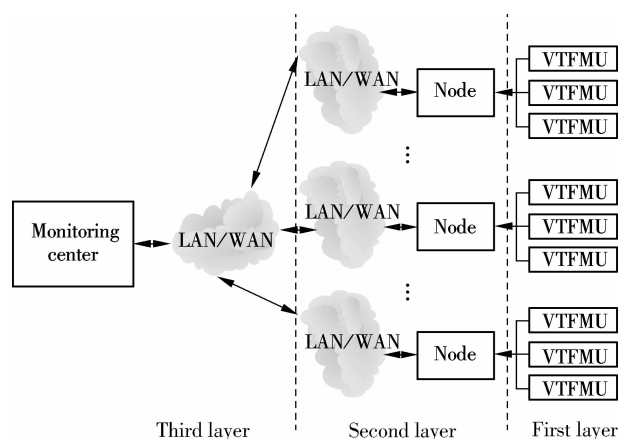 VTFMU
LAN/WAN
Node
VTFMU
VTFMU
VTFMU
Monitoring
center
LAN/WAN
LAN/WAN
Node
VTFMU
VTFMU
VTFMU
LAN/WAN
Node
VTFMU
VTFMU
Third layer
Second layer
First layer